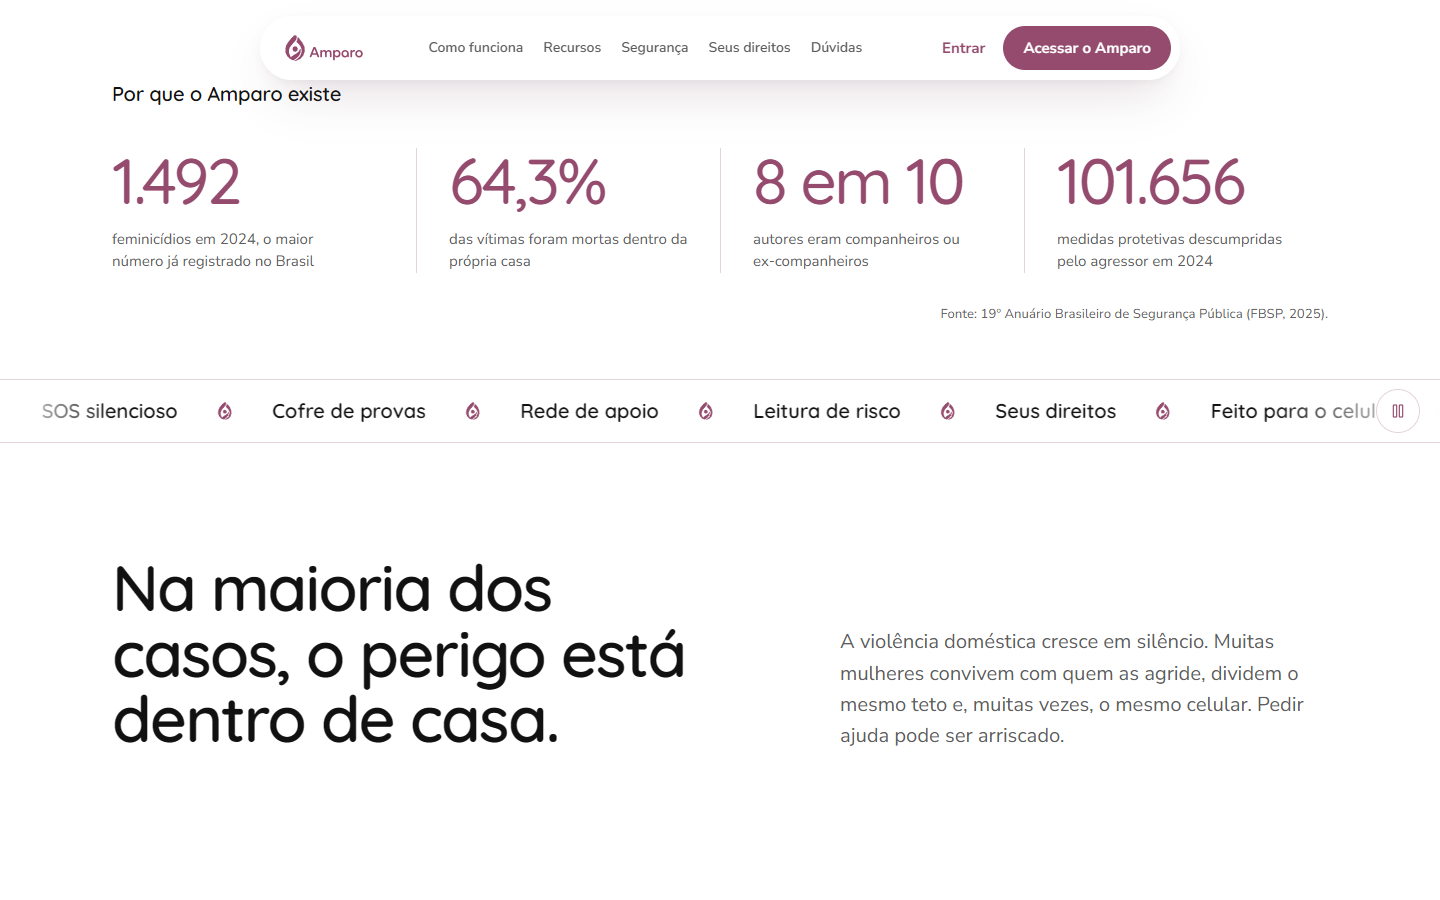 Amparo
Como funciona
Recursos
Segurança
Seus direitos
Dúvidas
Entrar
Acessar o Amparo
Por que o Amparo existe
1.492
feminicídios em 2024, o maior
número já registrado no Brasil
64,3%
das vítimas foram mortas dentro da
própria casa
8 em 10
autores eram companheiros ou
ex-companheiros
101.656
medidas protetivas descumpridas
pelo agressor em 2024
Fonte: 19º Anuário Brasileiro de Segurança Pública (FBSP, 2025).
SOS silencioso
Cofre de provas
Rede de apoio
Leitura de risco
Seus direitos
Feito para o celul
Na maioria dos
casos, o perigo está
dentro de casa.
A violência doméstica cresce em silêncio. Muitas
mulheres convivem com quem as agride, dividem o
mesmo teto e, muitas vezes, o mesmo celular. Pedir
ajuda pode ser arriscado.